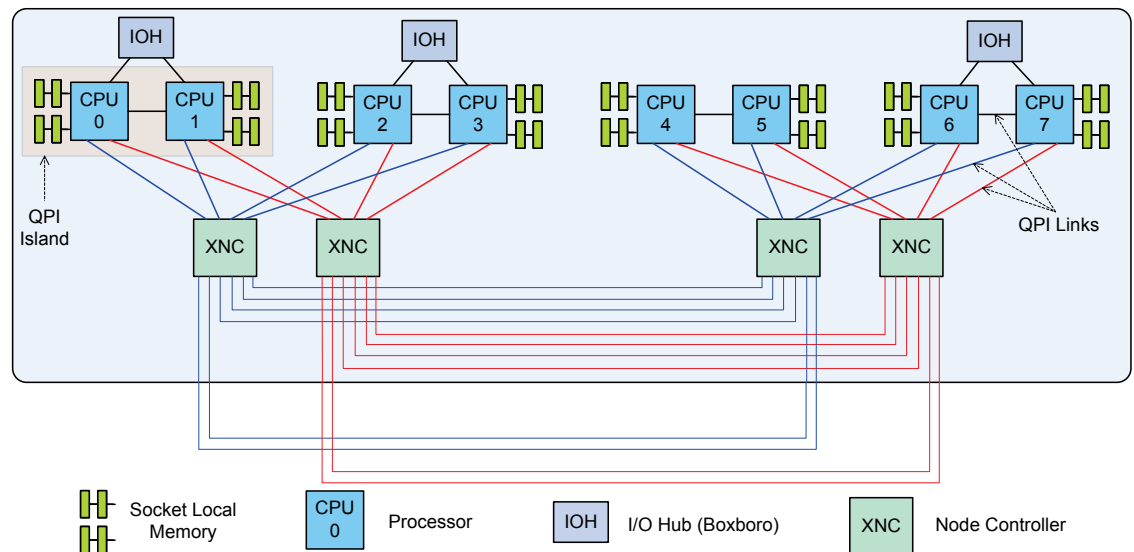 IOH
IOH
IOH
CPU
0
CPU
1
CPU
2
CPU
3
CPU
4
CPU
5
CPU
6
CPU
7
QPI
Island
QPI Links
XNC
XNC
XNC
XNC
Socket Local
Memory
CPU
0
Processor
IOH
I/O Hub (Boxboro)
XNC
Node Controller